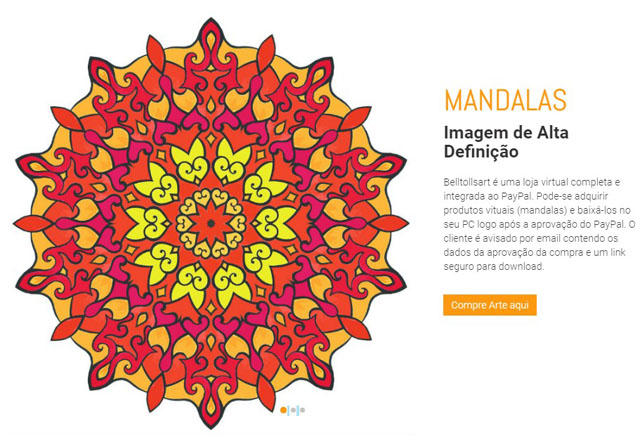 MANDALAS
Imagem de Alta
Definição
Belltollsart é uma loja virtual completa e
integrada ao PayPal. Pode-se adquirir
produtos vituais (mandalas) e baixá-los no
seu PC logo após a aprovação do PayPal. O
cliente é avisado por email contendo os
dados da aprovação da compra e um link
seguro para download.
Compre Arte aqui